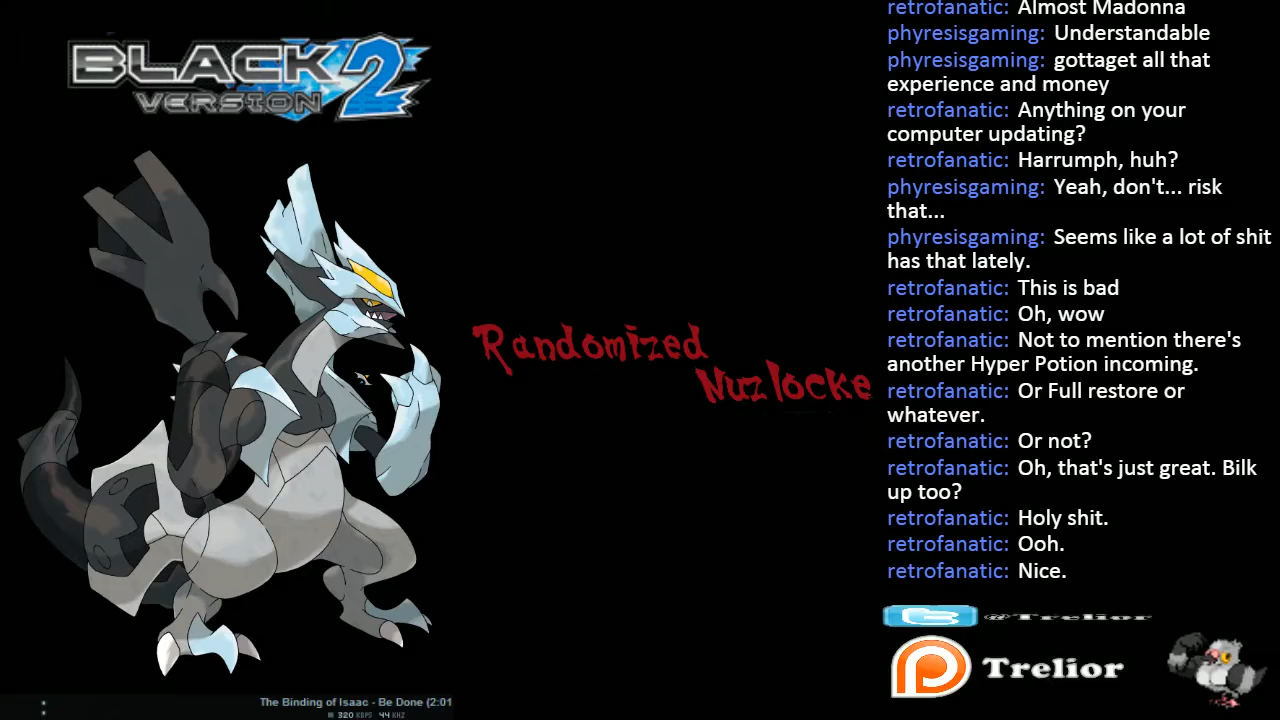 BLACK 2
VERSION
Randomized
Nuzlocke
retrofanatic: Almost Madonna
phyresisgaming: Understandable
phyresisgaming: gottaget all that
experience and money
retrofanatic: Anything on your
computer updating?
retrofanatic: Harrumph, huh?
phyresisgaming: Yeah, don't... risk
that...
phyresisgaming: Seems like a lot of shit
has that lately.
retrofanatic: This is bad
retrofanatic: Oh, wow
retrofanatic: Not to mention there's
another Hyper Potion incoming.
retrofanatic: Or Full restore or
whatever.
retrofanatic: Or not?
retrofanatic: Oh, that's just great. Bilk
up too?
retrofanatic: Holy shit.
retrofanatic: Ooh.
retrofanatic: Nice.
@Trelior
Trelior
The Binding of Isaac - Be Done (2:01
320 KBPS 44 KHZ